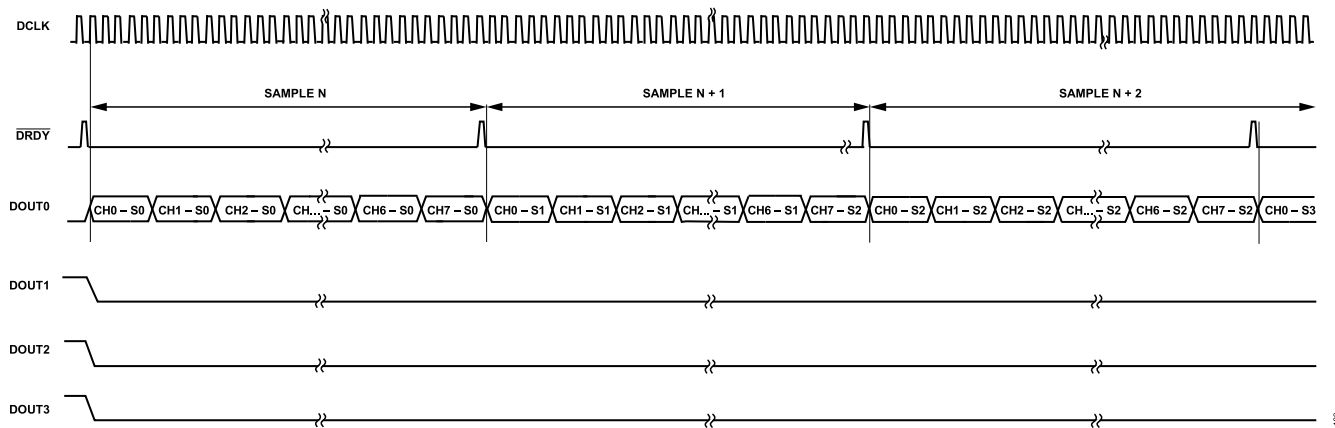 DCLK
SAMPLE N SAMPLE N + 1 SAMPLE N + 2
DRDY
DOUT0 CH0 – S0 CH1 – S0 CH2 – S0 CH... – S0 CH6 – S0 CH7 – S0 CH0 – S1 CH1 – S1 CH2 – S1 CH... – S1 CH6 – S1 CH7 – S2 CH0 – S2 CH1 – S2 CH2 – S2 CH... – S2 CH6 – S2 CH7 – S2 CH0 – S3
DOUT1
DOUT2
DOUT3